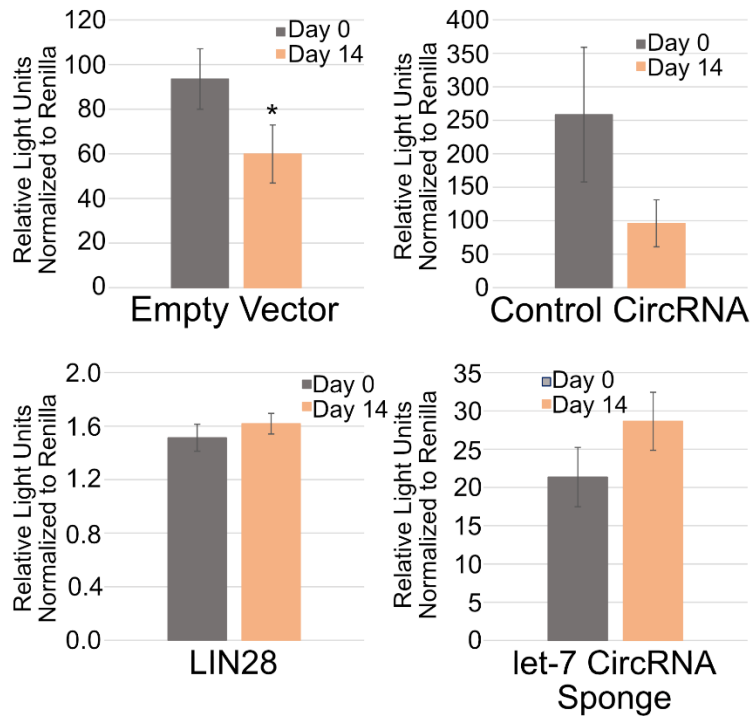 Relative Light Units
Normalized to Renilla
120
100
80
60
40
20
0
Day 0
Day 14
*
Empty Vector
Relative Light Units
Normalized to Renilla
400
350
300
250
200
150
100
50
0
Day 0
Day 14
Control CircRNA
Relative Light Units
Normalized to Renilla
2.0
1.6
1.2
0.8
0.4
0.0
Day 0
Day 14
LIN28
Relative Light Units
Normalized to Renilla
35
30
25
20
15
10
5
0
Day 0
Day 14
let-7 CircRNA
Sponge